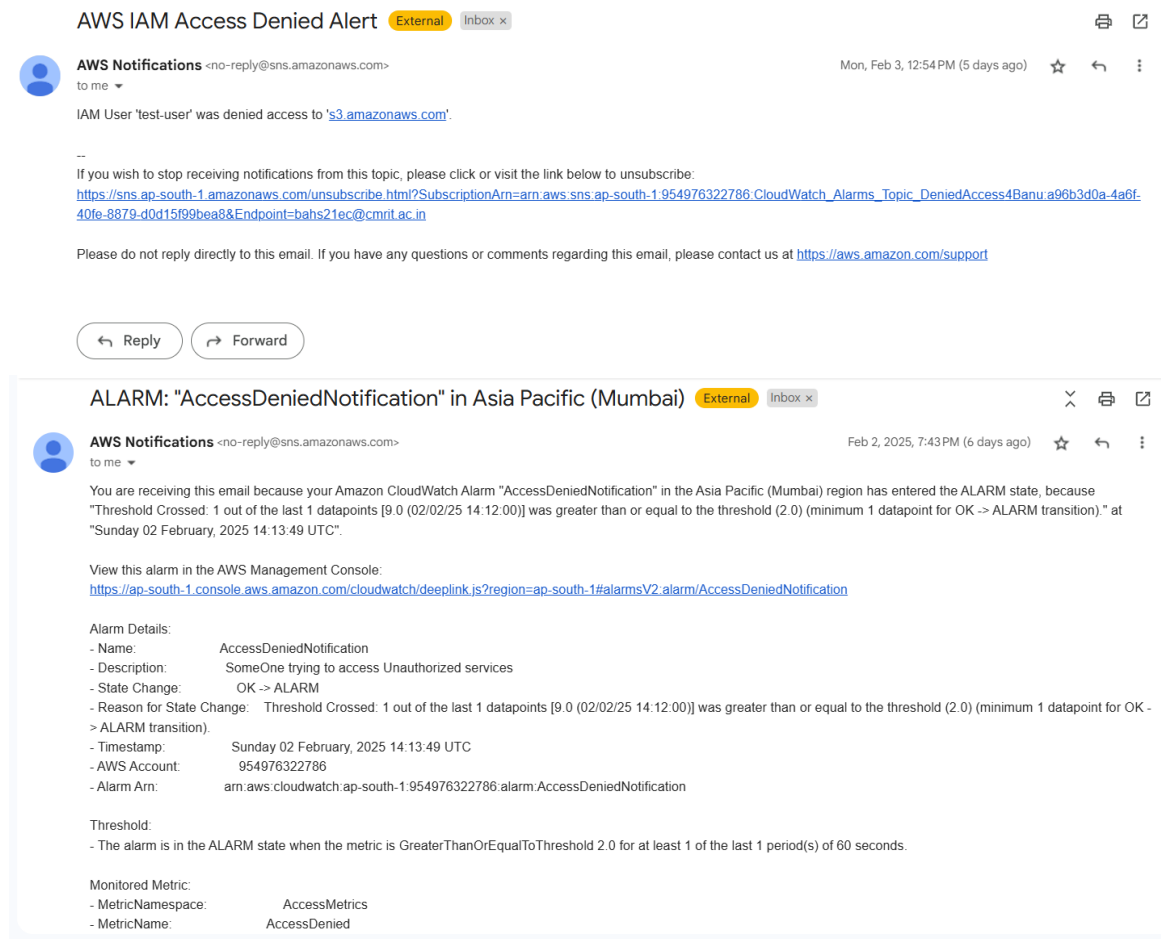 AWS IAM Access Denied Alert External Inbox ×
AWS Notifications <no-reply@sns.amazonaws.com> Mon, Feb 3, 12:54 PM (5 days ago)
to me
IAM User 'test-user' was denied access to 's3.amazonaws.com'.
--
If you wish to stop receiving notifications from this topic, please click or visit the link below to unsubscribe:
https://sns.ap-south-1.amazonaws.com/unsubscribe.html?SubscriptionArn=arn:aws:sns:ap-south-1:954976322786:CloudWatch_Alarms_Topic_DeniedAccess4Banu:a96b3d0a-4a6f-
40fe-8879-d0d15f99bea8&Endpoint=bahs21ec@cmrit.ac.in
Please do not reply directly to this email. If you have any questions or comments regarding this email, please contact us at https://aws.amazon.com/support
Reply Forward
ALARM: "AccessDeniedNotification" in Asia Pacific (Mumbai) External Inbox ×
AWS Notifications <no-reply@sns.amazonaws.com> Feb 2, 2025, 7:43 PM (6 days ago)
to me
You are receiving this email because your Amazon CloudWatch Alarm "AccessDeniedNotification" in the Asia Pacific (Mumbai) region has entered the ALARM state, because
"Threshold Crossed: 1 out of the last 1 datapoints [9.0 (02/02/25 14:12:00)] was greater than or equal to the threshold (2.0) (minimum 1 datapoint for OK -> ALARM transition)." at
"Sunday 02 February, 2025 14:13:49 UTC".
View this alarm in the AWS Management Console:
https://ap-south-1.console.aws.amazon.com/cloudwatch/deeplink.js?region=ap-south-1#alarmsV2:alarm/AccessDeniedNotification
Alarm Details:
- Name: AccessDeniedNotification
- Description: SomeOne trying to access Unauthorized services
- State Change: OK -> ALARM
- Reason for State Change: Threshold Crossed: 1 out of the last 1 datapoints [9.0 (02/02/25 14:12:00)] was greater than or equal to the threshold (2.0) (minimum 1 datapoint for OK -
> ALARM transition).
- Timestamp: Sunday 02 February, 2025 14:13:49 UTC
- AWS Account: 954976322786
- Alarm Arn: arn:aws:cloudwatch:ap-south-1:954976322786:alarm:AccessDeniedNotification
Threshold:
- The alarm is in the ALARM state when the metric is GreaterThanOrEqualToThreshold 2.0 for at least 1 of the last 1 period(s) of 60 seconds.
Monitored Metric:
- MetricNamespace: AccessMetrics
- MetricName: AccessDenied